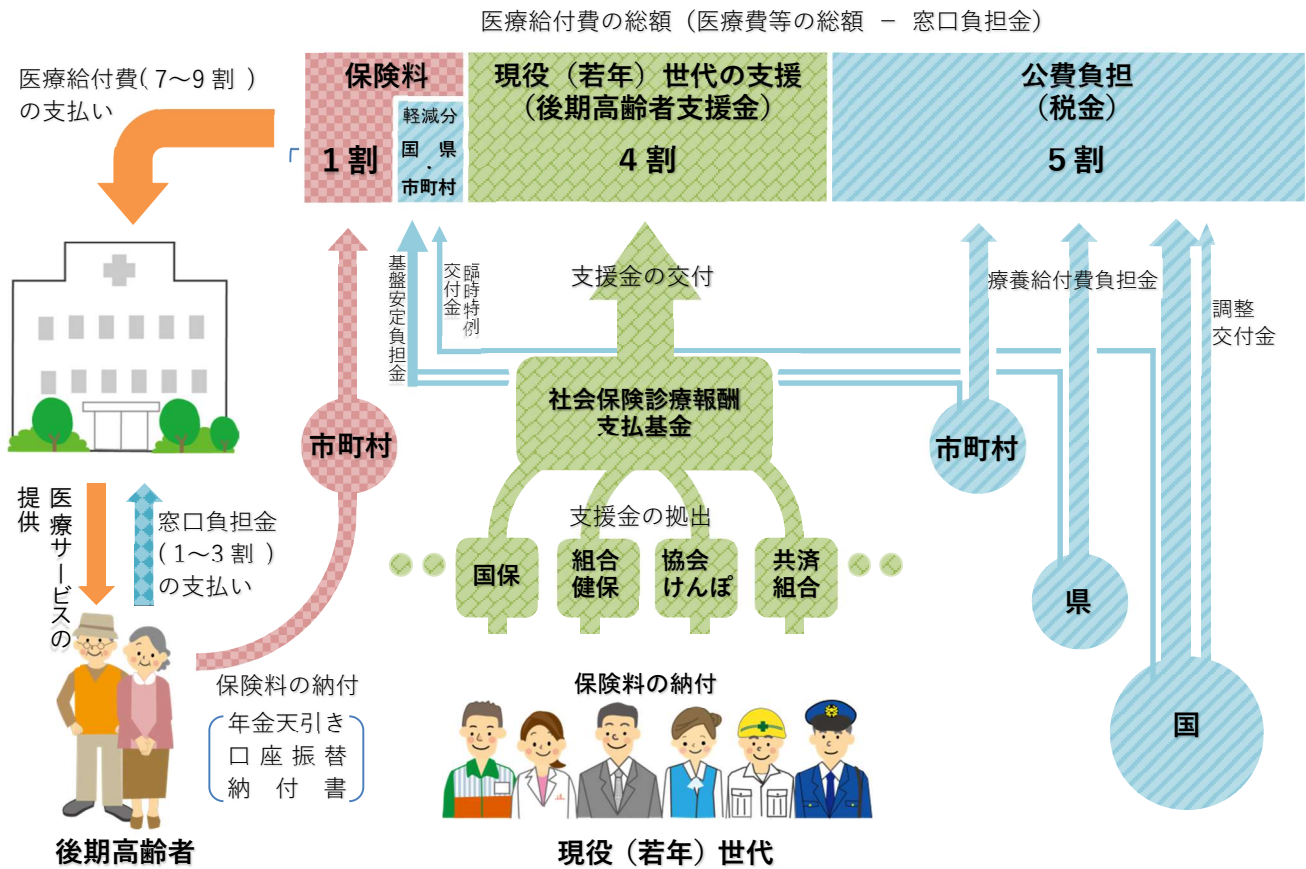 医療給付費の総額（医療費等の総額 － 窓口負担金）
医療給付費(7～9割)
の支払い
保険料
1割
軽減分
国 県
・
市町村
現役（若年）世代の支援
（後期高齢者支援金）
4割
公費負担
（税金）
5割
基盤安定負担金
臨時特例
交付金
支援金の交付
療養給付費負担金
調整
交付金
社会保険診療報酬
支払基金
市町村
市町村
医療サービスの
提供
窓口負担金
(1～3割)
の支払い
支援金の拠出
国保
組合
健保
協会
けんぽ
共済
組合
県
国
保険料の納付
年金天引き
口座振替
納付書
保険料の納付
後期高齢者
現役（若年）世代